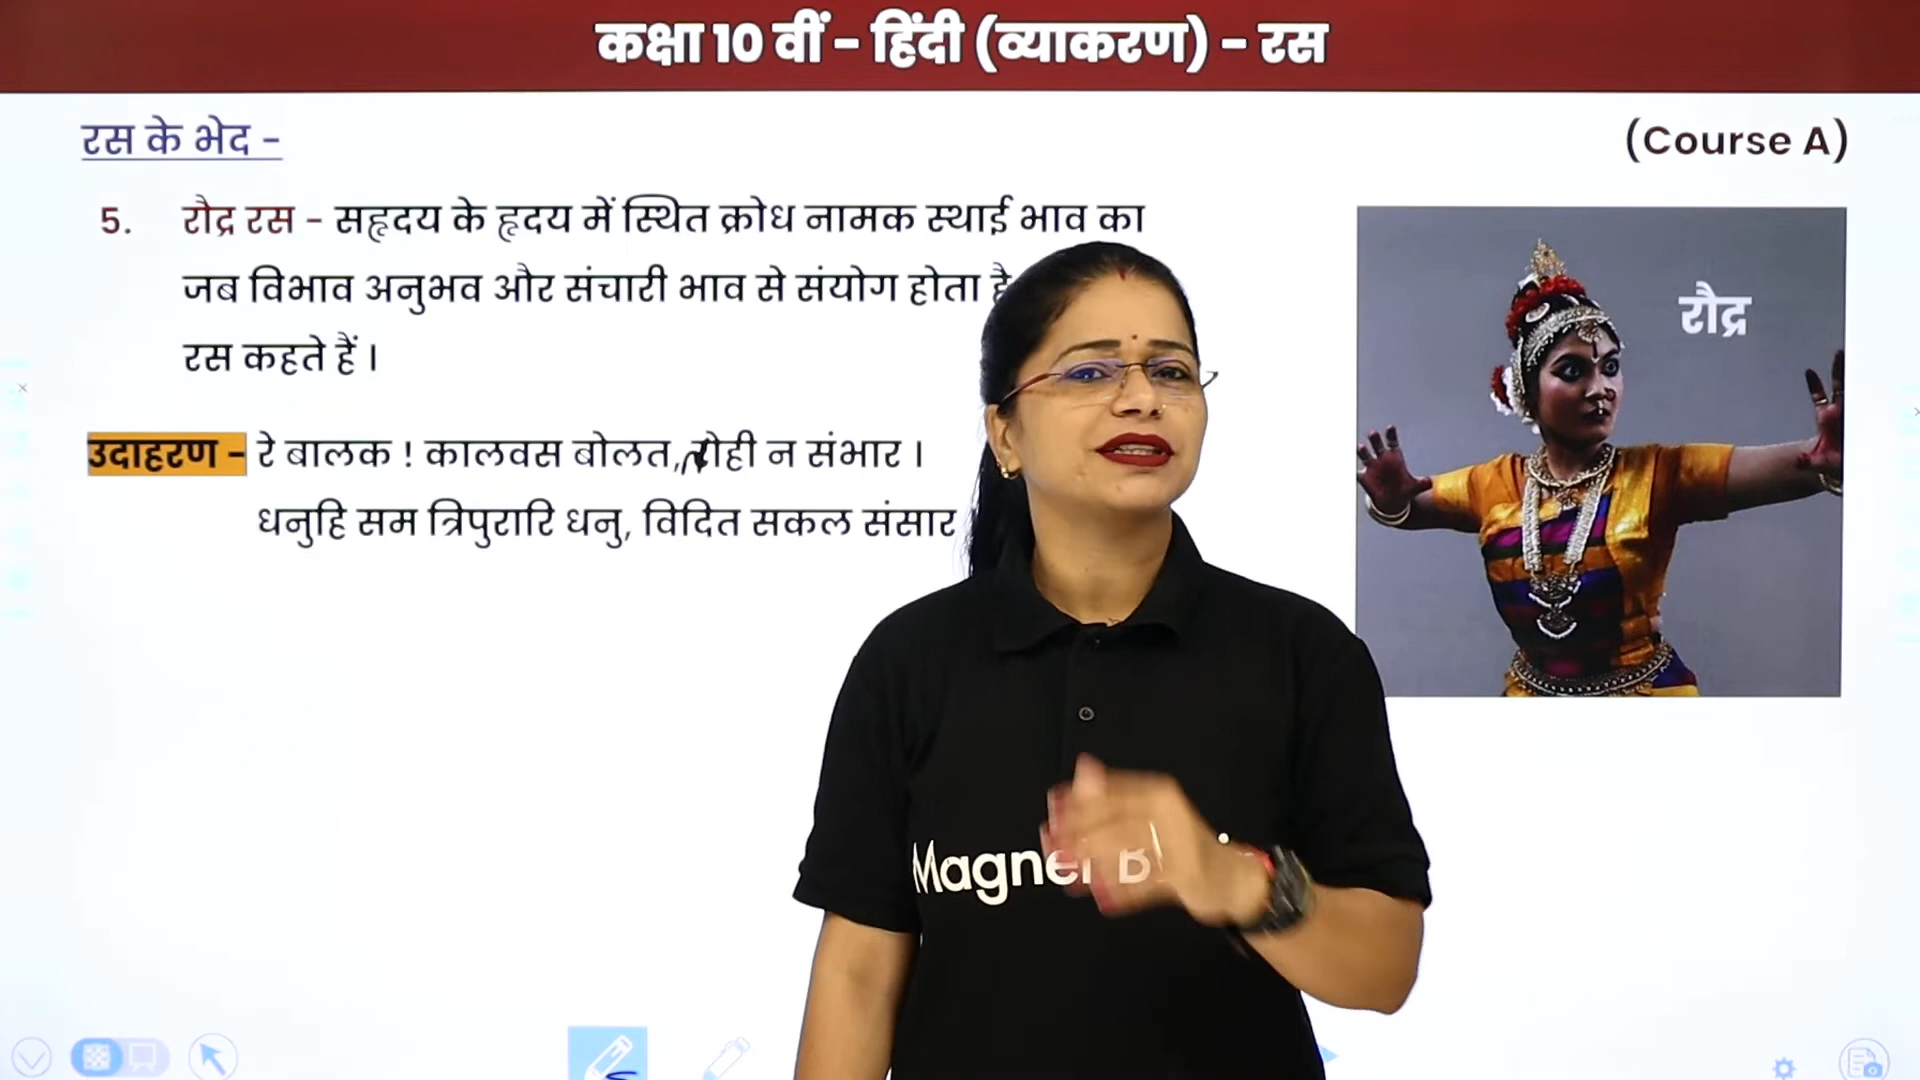 कक्षा 10 वीं - हिंदी (व्याकरण) - रस
रस के भेद -
(Course A)
5. रौद्र रस - सहृदय के हृदय में स्थित क्रोध नामक स्थाई भाव का
जब विभाव अनुभव और संचारी भाव से संयोग होता है
रस कहते हैं ।
रौद्र
उदाहरण - रे बालक ! कालवस बोलत, तोही न संभार ।
धनुहि सम त्रिपुरारि धनु, विदित सकल संसार
Magnet B